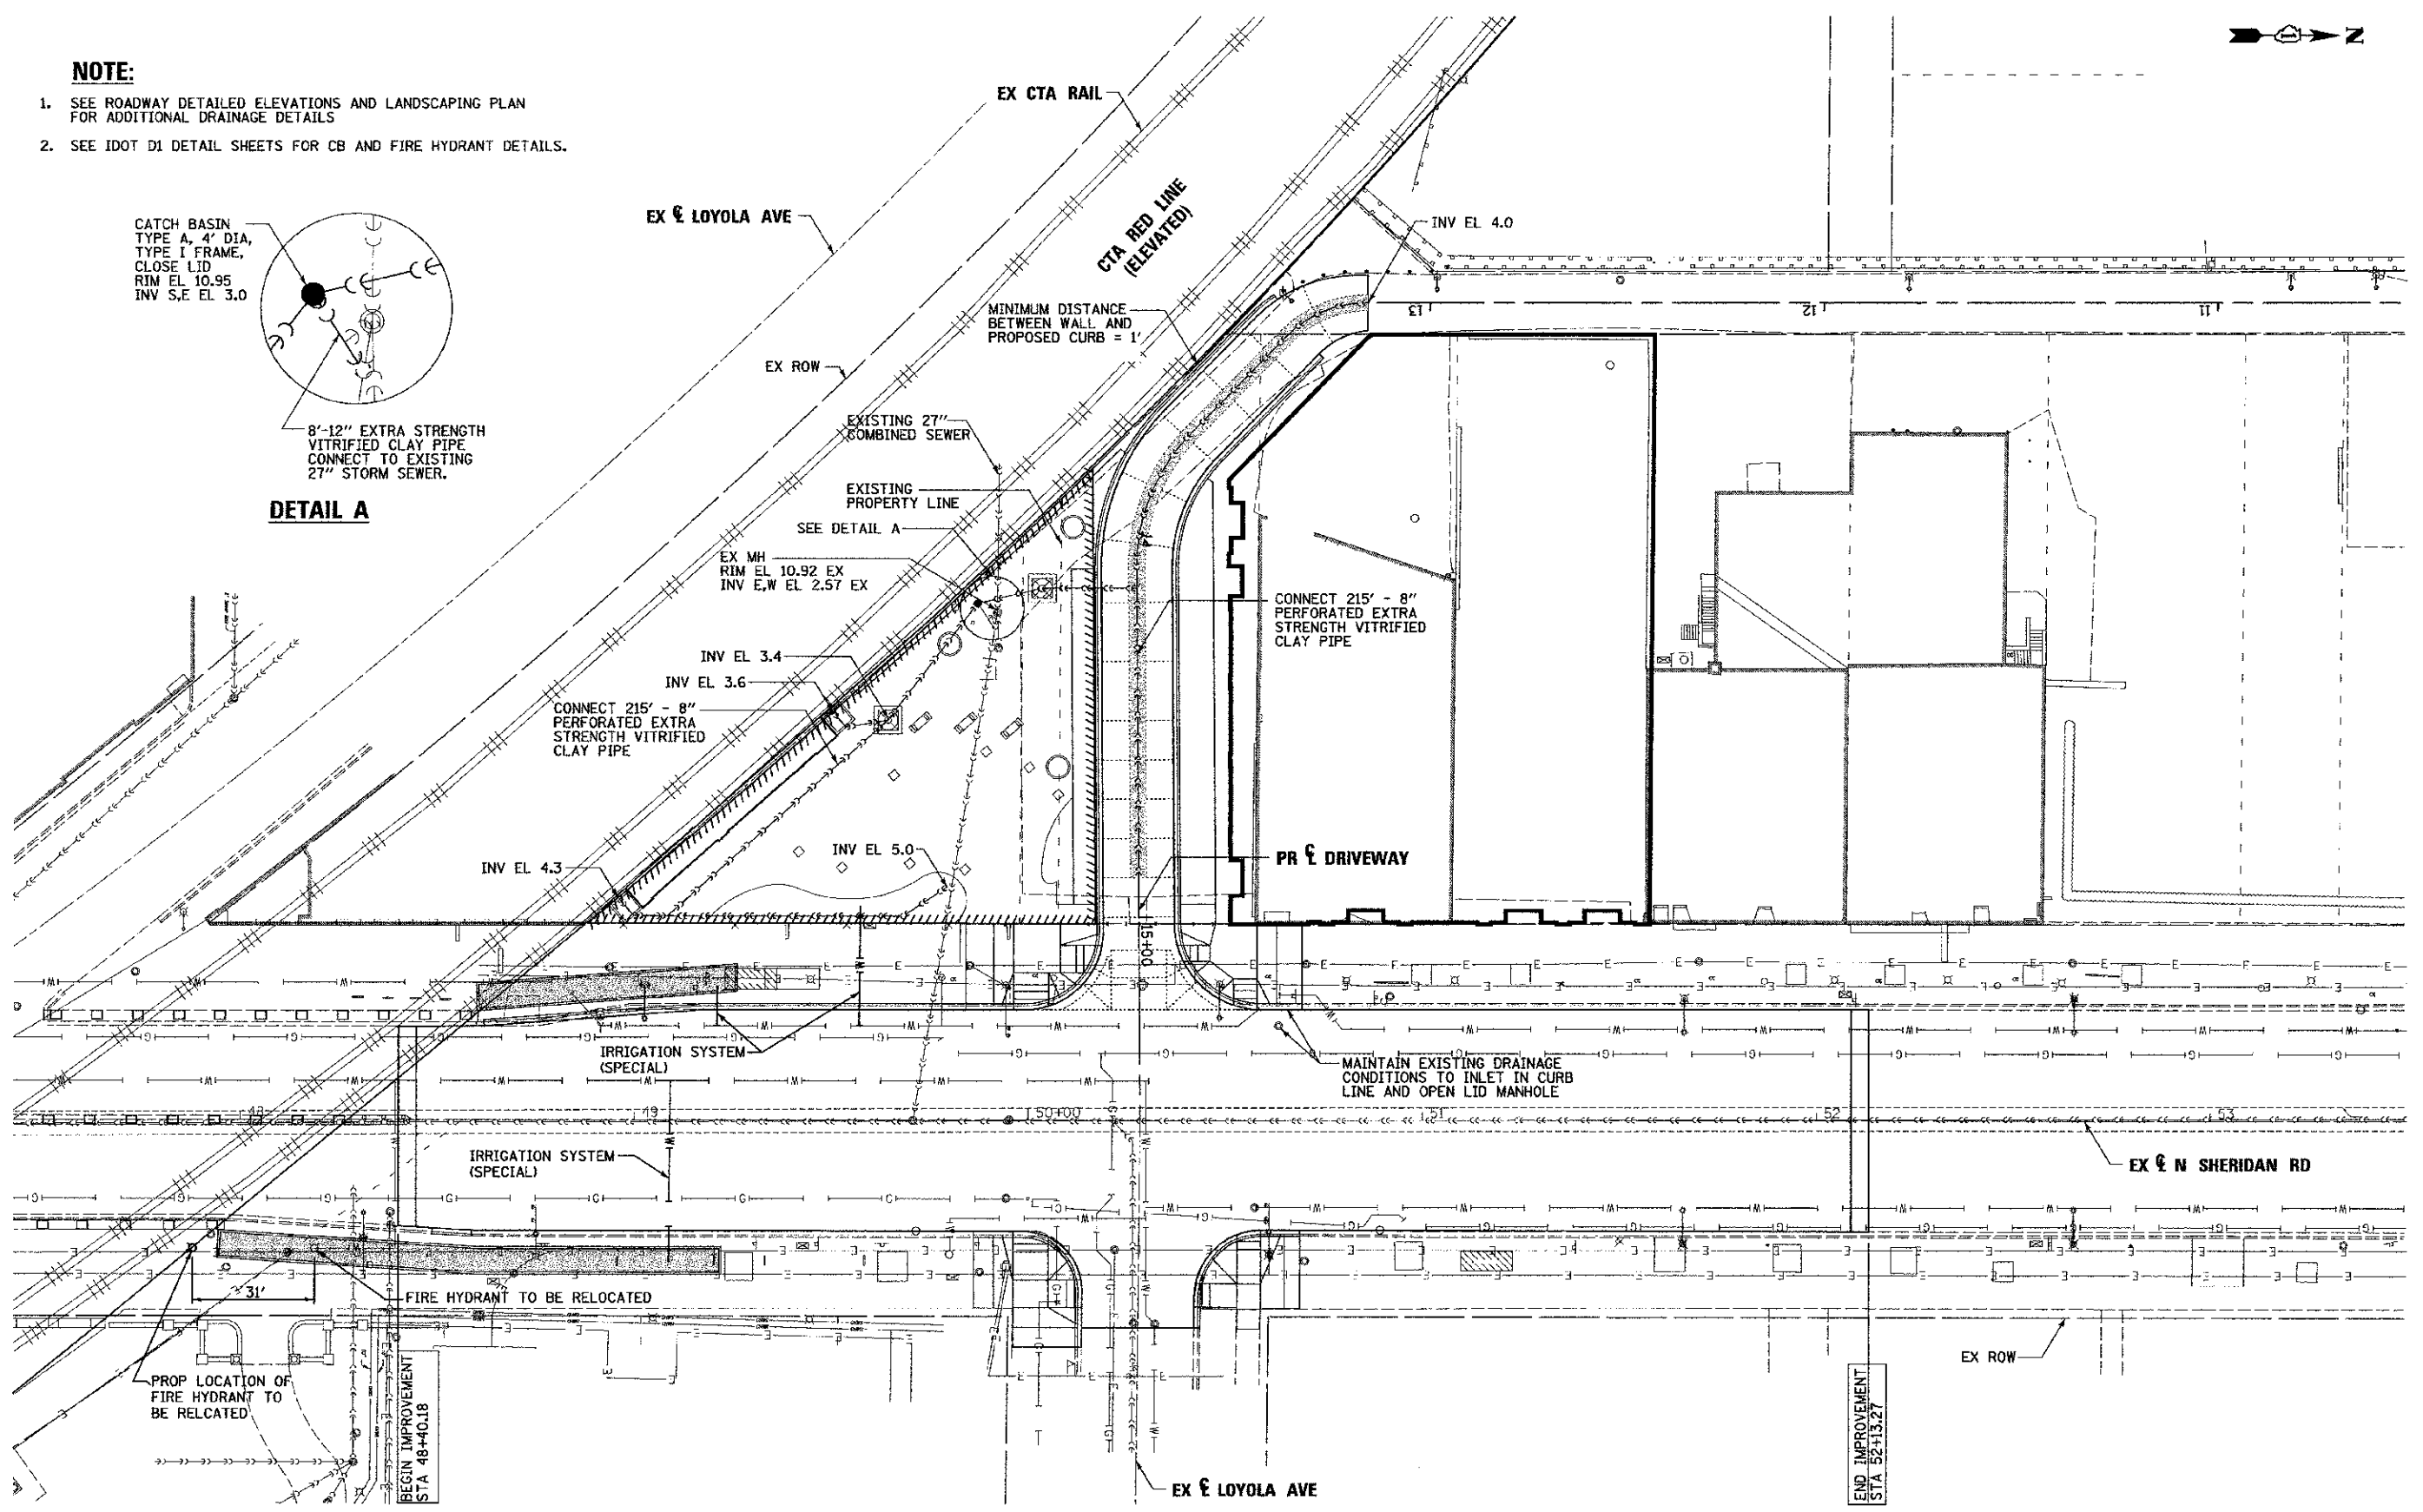 N
NOTE:
1. SEE ROADWAY DETAILED ELEVATIONS AND LANDSCAPING PLAN
FOR ADDITIONAL DRAINAGE DETAILS
2. SEE IDOT D1 DETAIL SHEETS FOR CB AND FIRE HYDRANT DETAILS.
CATCH BASIN
TYPE A, 4' DIA,
TYPE I FRAME,
CLOSE LID
RIM EL 10.95
INV S,E EL 3.0
8'-12" EXTRA STRENGTH
VITRIFIED CLAY PIPE
CONNECT TO EXISTING
27" STORM SEWER.
DETAIL A
EX CTA RAIL
EX ℄ LOYOLA AVE
CTA RED LINE
(ELEVATED)
INV EL 4.0
MINIMUM DISTANCE
BETWEEN WALL AND
PROPOSED CURB = 1'
13
12
11
EX ROW
EXISTING 27"
COMBINED SEWER
EXISTING
PROPERTY LINE
SEE DETAIL A
EX MH
RIM EL 10.92 EX
INV E,W EL 2.57 EX
14
CONNECT 215' - 8"
PERFORATED EXTRA
STRENGTH VITRIFIED
CLAY PIPE
INV EL 3.4
INV EL 3.6
CONNECT 215' - 8"
PERFORATED EXTRA
STRENGTH VITRIFIED
CLAY PIPE
INV EL 5.0
INV EL 4.3
PR ℄ DRIVEWAY
15+00
IRRIGATION SYSTEM
(SPECIAL)
MAINTAIN EXISTING DRAINAGE
CONDITIONS TO INLET IN CURB
LINE AND OPEN LID MANHOLE
48
49
50+00
51
52
53
IRRIGATION SYSTEM
(SPECIAL)
EX ℄ N SHERIDAN RD
31'
FIRE HYDRANT TO BE RELOCATED
PROP LOCATION OF
FIRE HYDRANT TO
BE RELCATED
BEGIN IMPROVEMENT
STA 48+40.18
EX ROW
END IMPROVEMENT
STA 52+13.27
EX ℄ LOYOLA AVE